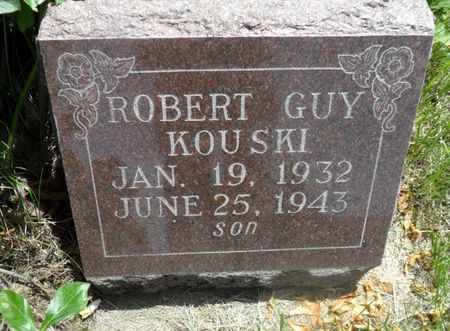 ROBERT GUY
KOUSKI
JAN. 19, 1932
JUNE 25, 1943
son